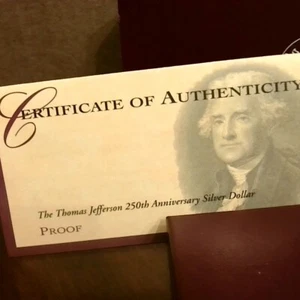 CERTIFICATE OF AUTHENTICITY
The Thomas Jefferson 250th Anniversary Silver Dollar
PROOF